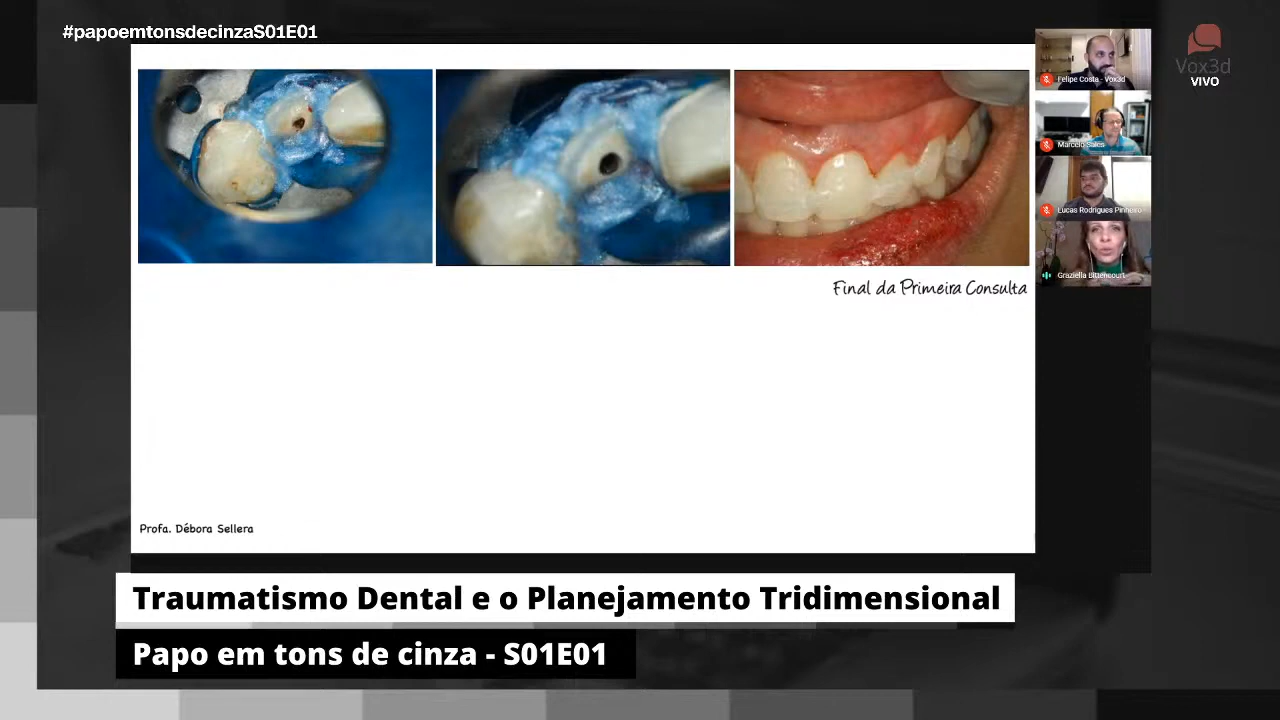 #papoemtonsdecinzaS01E01
Vox3d
VIVO
Felipe Costa - Vox3d
Marcelo Sales
Lucas Rodrigues Pinheiro
Graziella Bittencourt
Final da Primeira Consulta
Profa. Débora Sellera
Traumatismo Dental e o Planejamento Tridimensional
Papo em tons de cinza - S01E01